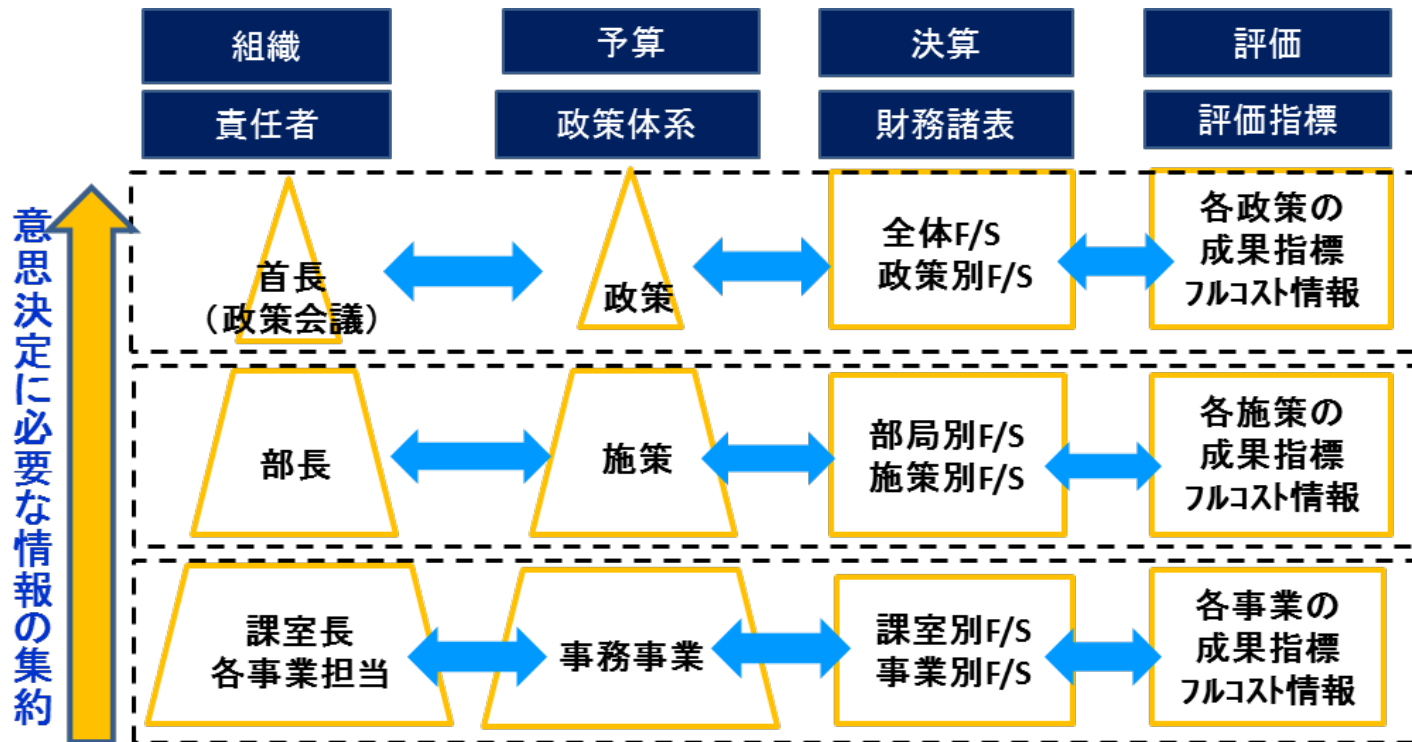 組織
予算
決算
評価
責任者
政策体系
財務諸表
評価指標
意思決定に必要な情報の集約
首長
（政策会議）
政策
全体F/S
政策別F/S
各政策の
成果指標
フルコスト情報
部長
施策
部局別F/S
施策別F/S
各施策の
成果指標
フルコスト情報
課室長
各事業担当
事務事業
課室別F/S
事業別F/S
各事業の
成果指標
フルコスト情報